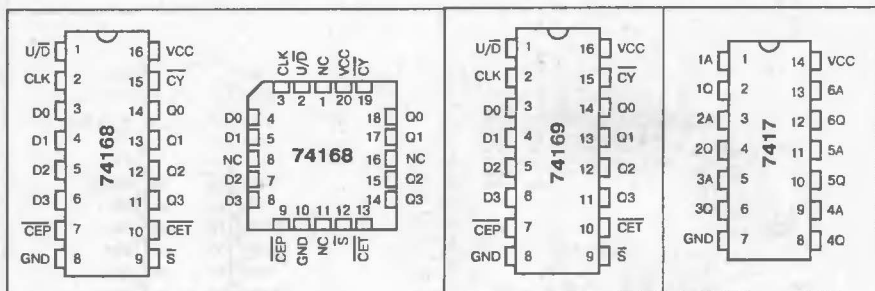 U/D̅ 1 16 VCC
CLK 2 15 C̅Y̅
D0 3 14 Q0
D1 4 13 Q1
D2 5 12 Q2
D3 6 11 Q3
C̅E̅P̅ 7 10 C̅E̅T̅
GND 8 9 S̅
74168
CLK U/D̅ NC VCC C̅Y̅
3 2 1 20 19
D0 4 18 Q0
D1 5 17 Q1
NC 6 74168 16 NC
D2 7 15 Q2
D3 8 14 Q3
9 10 11 12 13
C̅E̅P̅ GND NC S̅ C̅E̅T̅
U/D̅ 1 16 VCC
CLK 2 15 C̅Y̅
D0 3 14 Q0
D1 4 13 Q1
D2 5 12 Q2
D3 6 11 Q3
C̅E̅P̅ 7 10 C̅E̅T̅
GND 8 9 S̅
74169
1A 1 14 VCC
1Q 2 13 6A
2A 3 12 6Q
2Q 4 11 5A
3A 5 10 5Q
3Q 6 9 4A
GND 7 8 4Q
7417